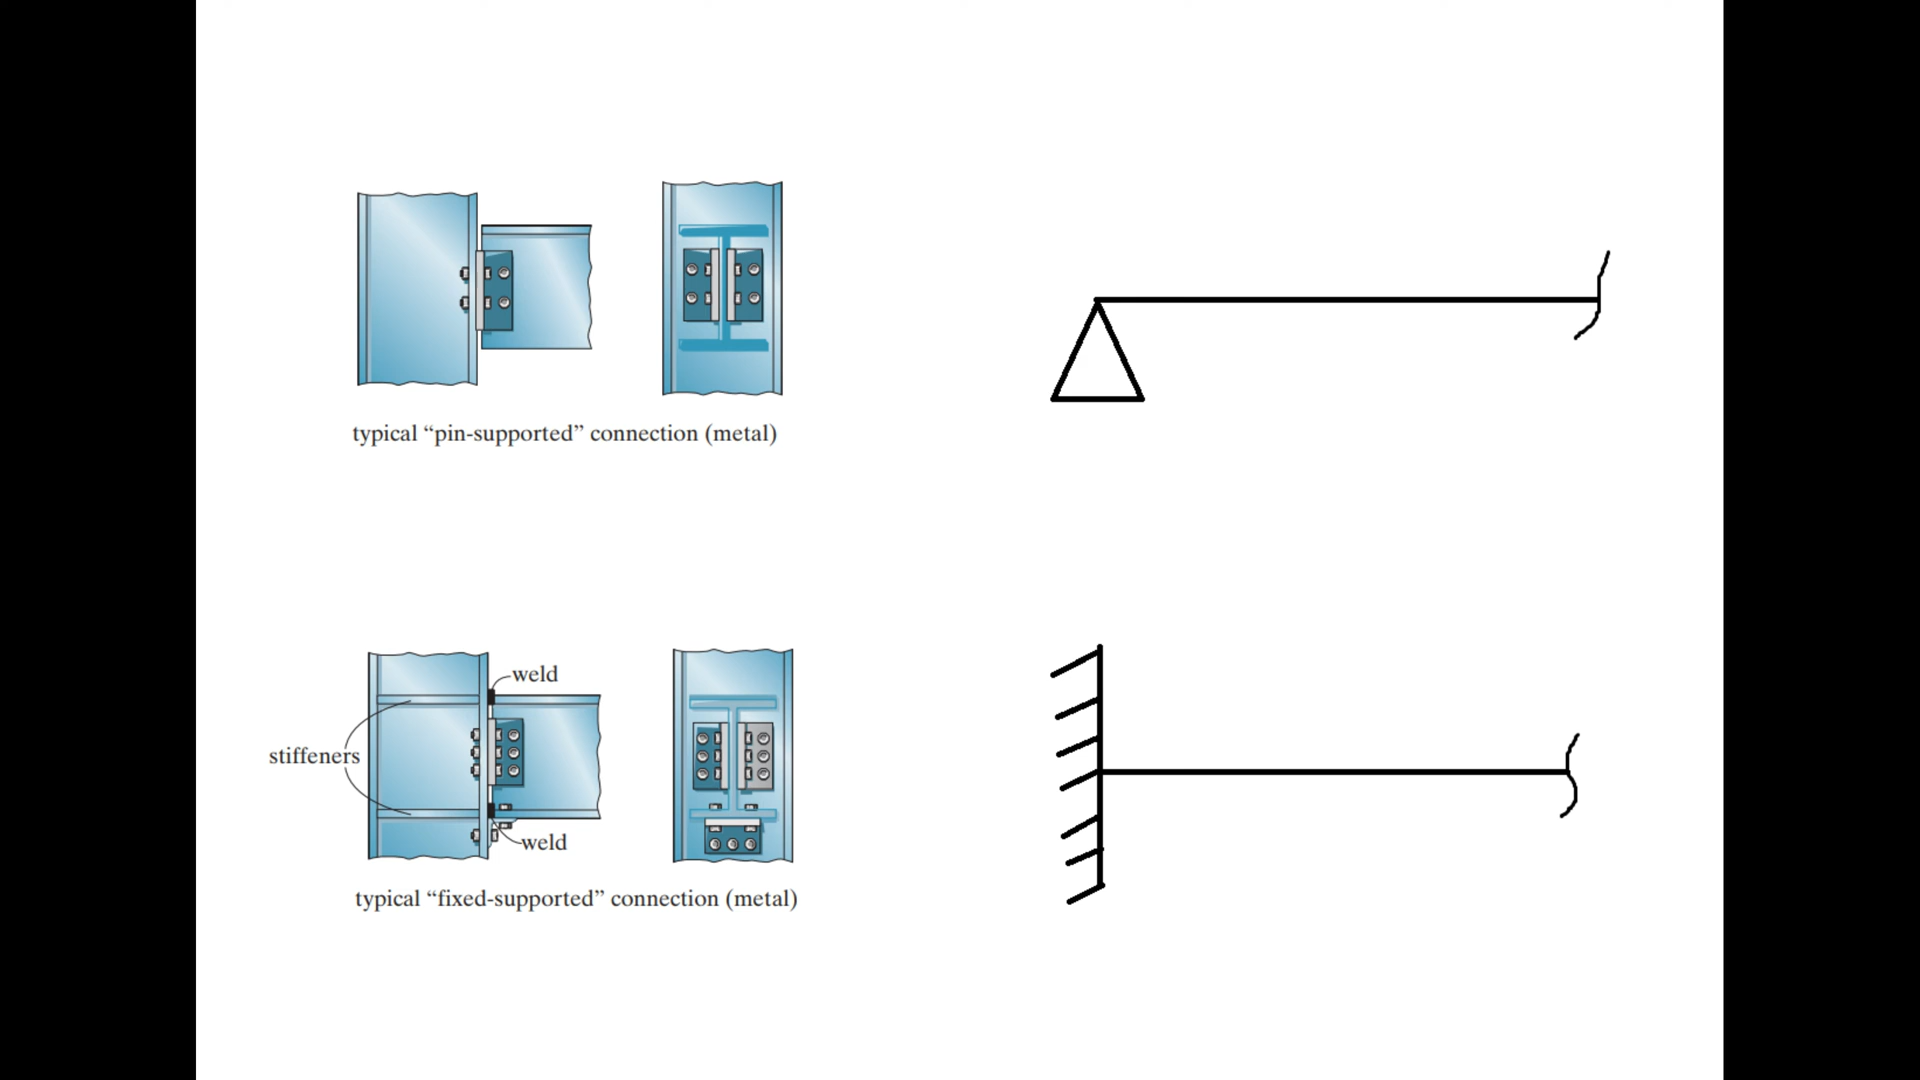 typical “pin-supported” connection (metal)
weld
stiffeners
weld
typical “fixed-supported” connection (metal)